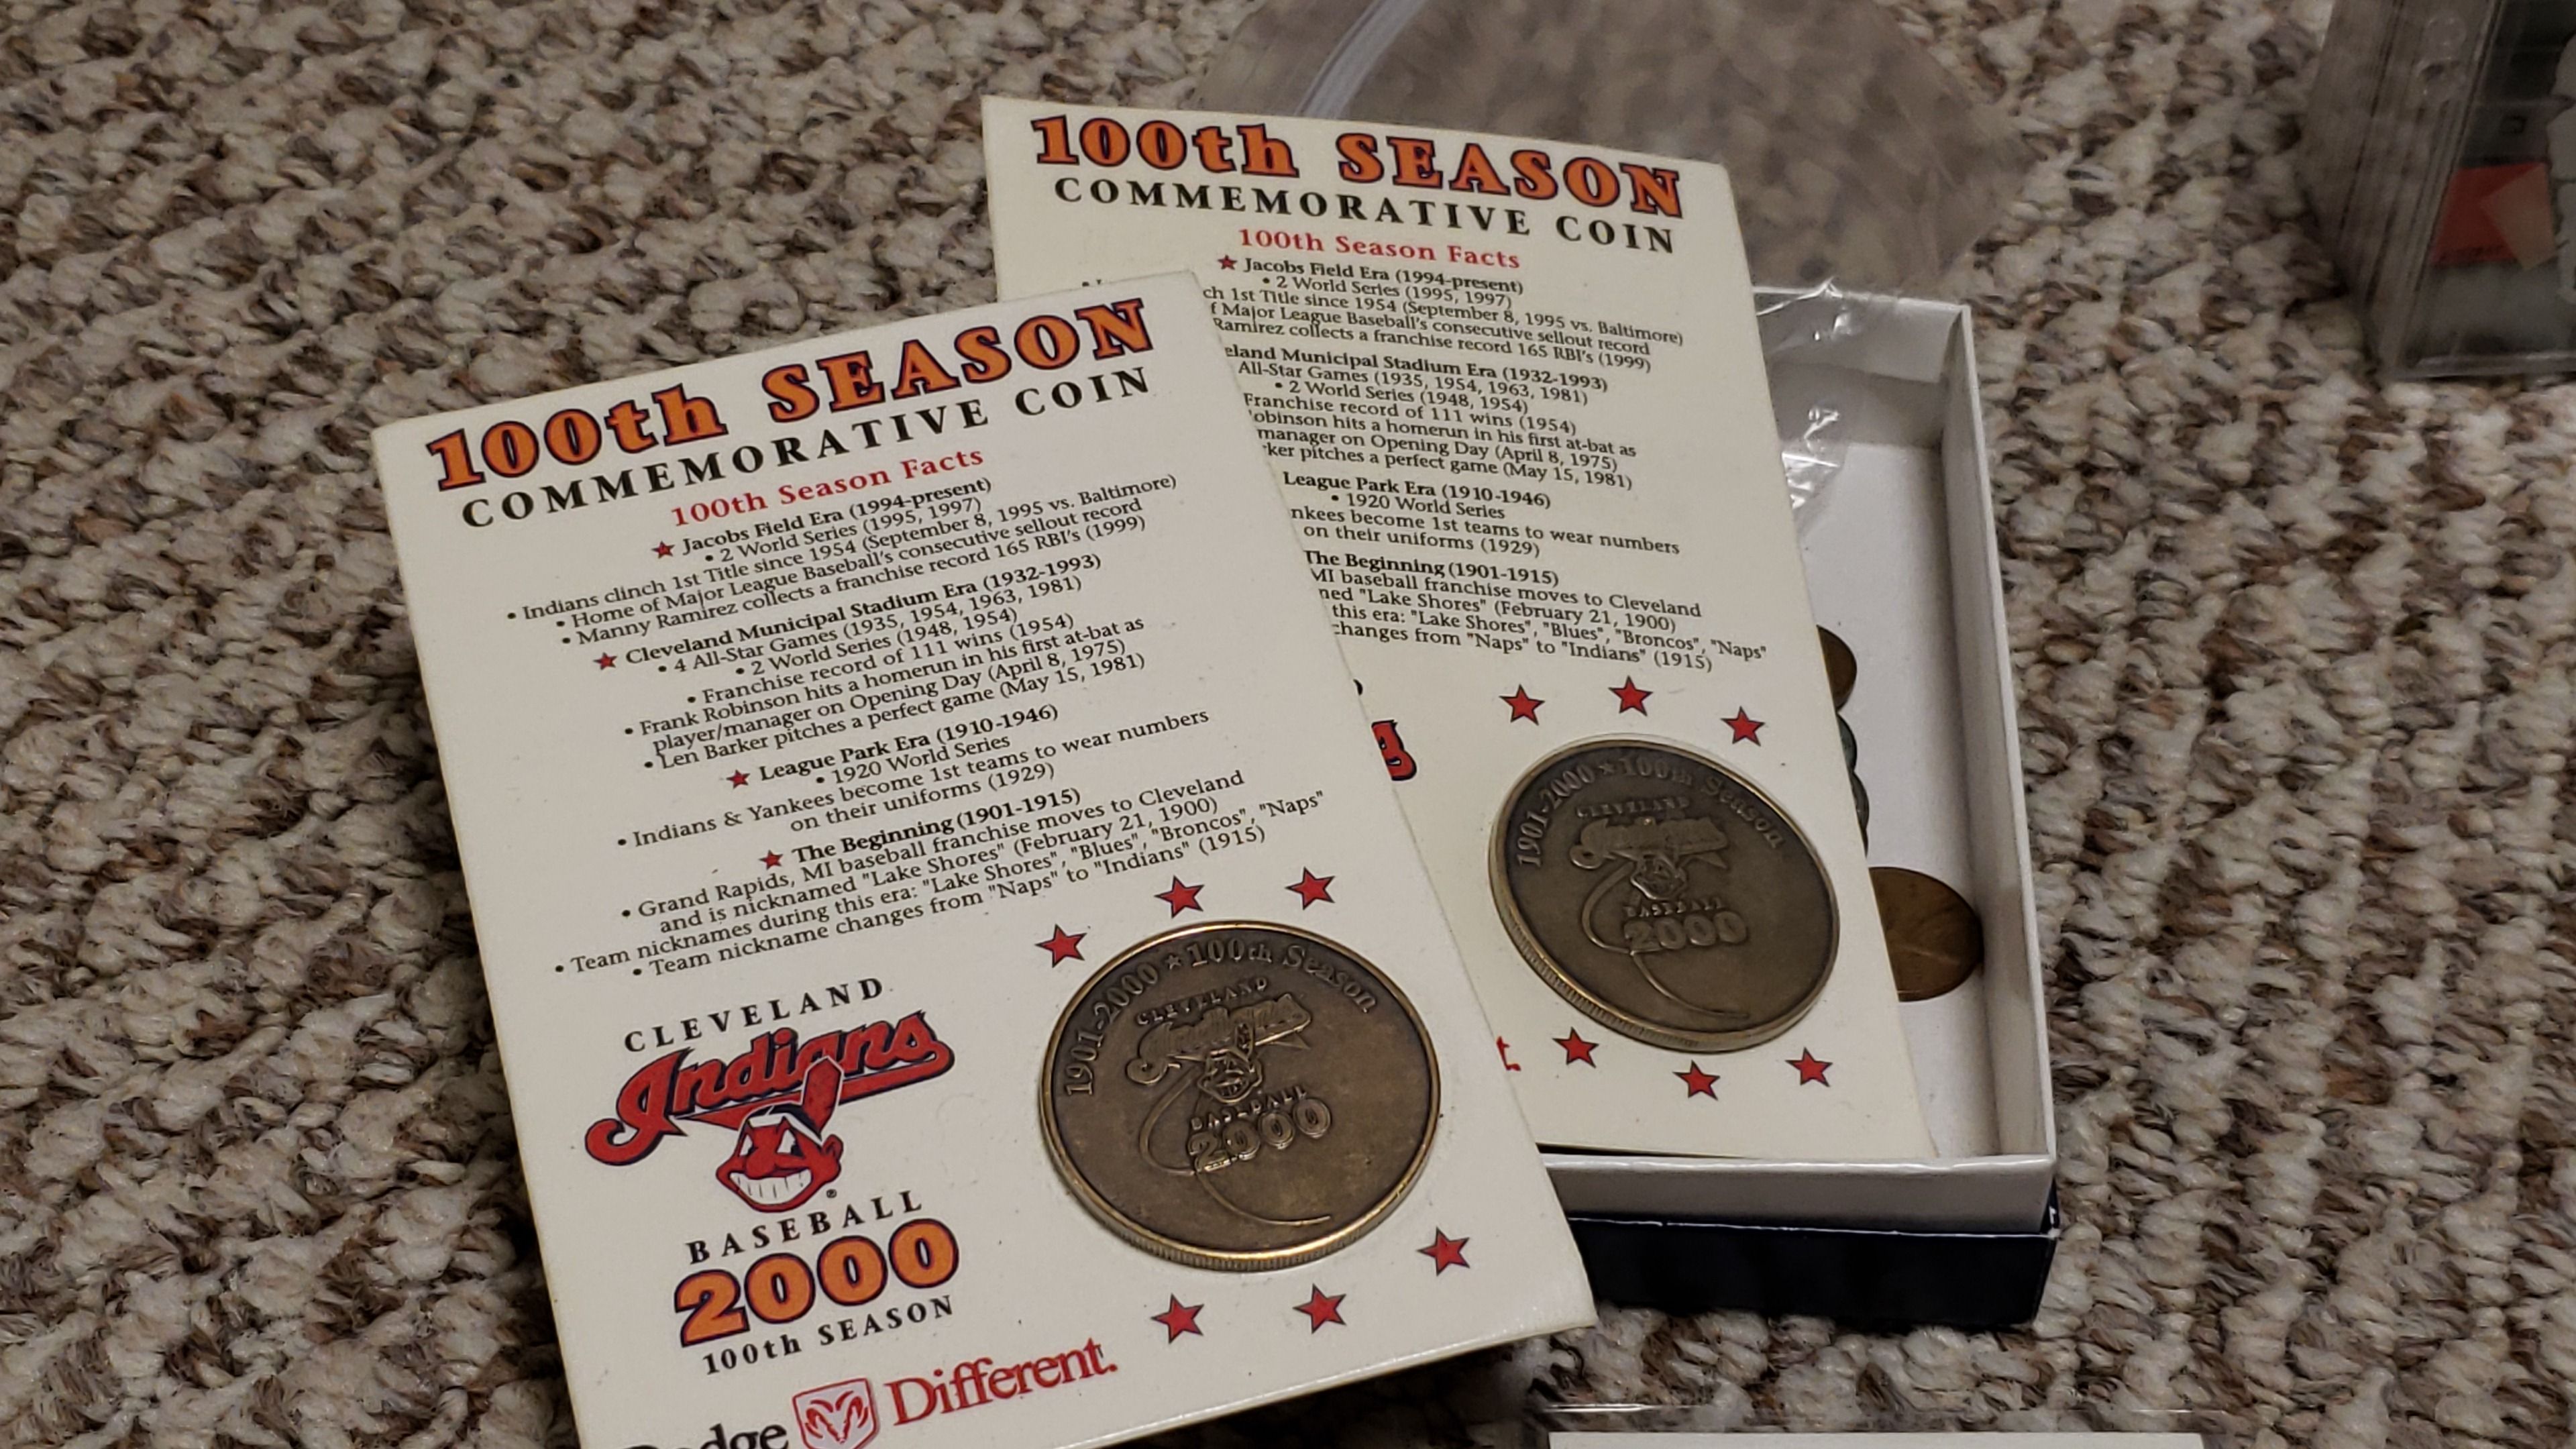 100th SEASON
COMMEMORATIVE COIN
100th Season Facts
★ Jacobs Field Era (1994-present)
• 2 World Series (1995, 1997)
• Indians clinch 1st Title since 1954 (September 8, 1995 vs. Baltimore)
• Home of Major League Baseball's consecutive sellout record
• Manny Ramirez collects a franchise record 165 RBI's (1999)
★ Cleveland Municipal Stadium Era (1932-1993)
• 4 All-Star Games (1935, 1954, 1963, 1981)
• 2 World Series (1948, 1954)
• Franchise record of 111 wins (1954)
• Frank Robinson hits a homerun in his first at-bat as
player/manager on Opening Day (April 8, 1975)
• Len Barker pitches a perfect game (May 15, 1981)
★ League Park Era (1910-1946)
• 1920 World Series
• Indians & Yankees become 1st teams to wear numbers
on their uniforms (1929)
★ The Beginning (1901-1915)
• Grand Rapids, MI baseball franchise moves to Cleveland
and is nicknamed "Lake Shores" (February 21, 1900)
• Team nicknames during this era: "Lake Shores", "Blues", "Broncos", "Naps"
• Team nickname changes from "Naps" to "Indians" (1915)
CLEVELAND
Indians
®
BASEBALL
2000
100th SEASON
Different.
1901-2000 ★ 100th Season
CLEVELAND
Indians
BASEBALL
2000
100th SEASON
COMMEMORATIVE COIN
100th Season Facts
★ Jacobs Field Era (1994-present)
• 2 World Series (1995, 1997)
1st Title since 1954 (September 8, 1995 vs. Baltimore)
Major League Baseball's consecutive sellout record
Ramirez collects a franchise record 165 RBI's (1999)
eland Municipal Stadium Era (1932-1993)
All-Star Games (1935, 1954, 1963, 1981)
• 2 World Series (1948, 1954)
Franchise record of 111 wins (1954)
obinson hits a homerun in his first at-bat as
manager on Opening Day (April 8, 1975)
ker pitches a perfect game (May 15, 1981)
League Park Era (1910-1946)
• 1920 World Series
nkees become 1st teams to wear numbers
on their uniforms (1929)
The Beginning (1901-1915)
MI baseball franchise moves to Cleveland
ned "Lake Shores" (February 21, 1900)
this era: "Lake Shores", "Blues", "Broncos", "Naps"
changes from "Naps" to "Indians" (1915)
1901-2000 ★ 100th Season
CLEVELAND
Indians
BASEBALL
2000